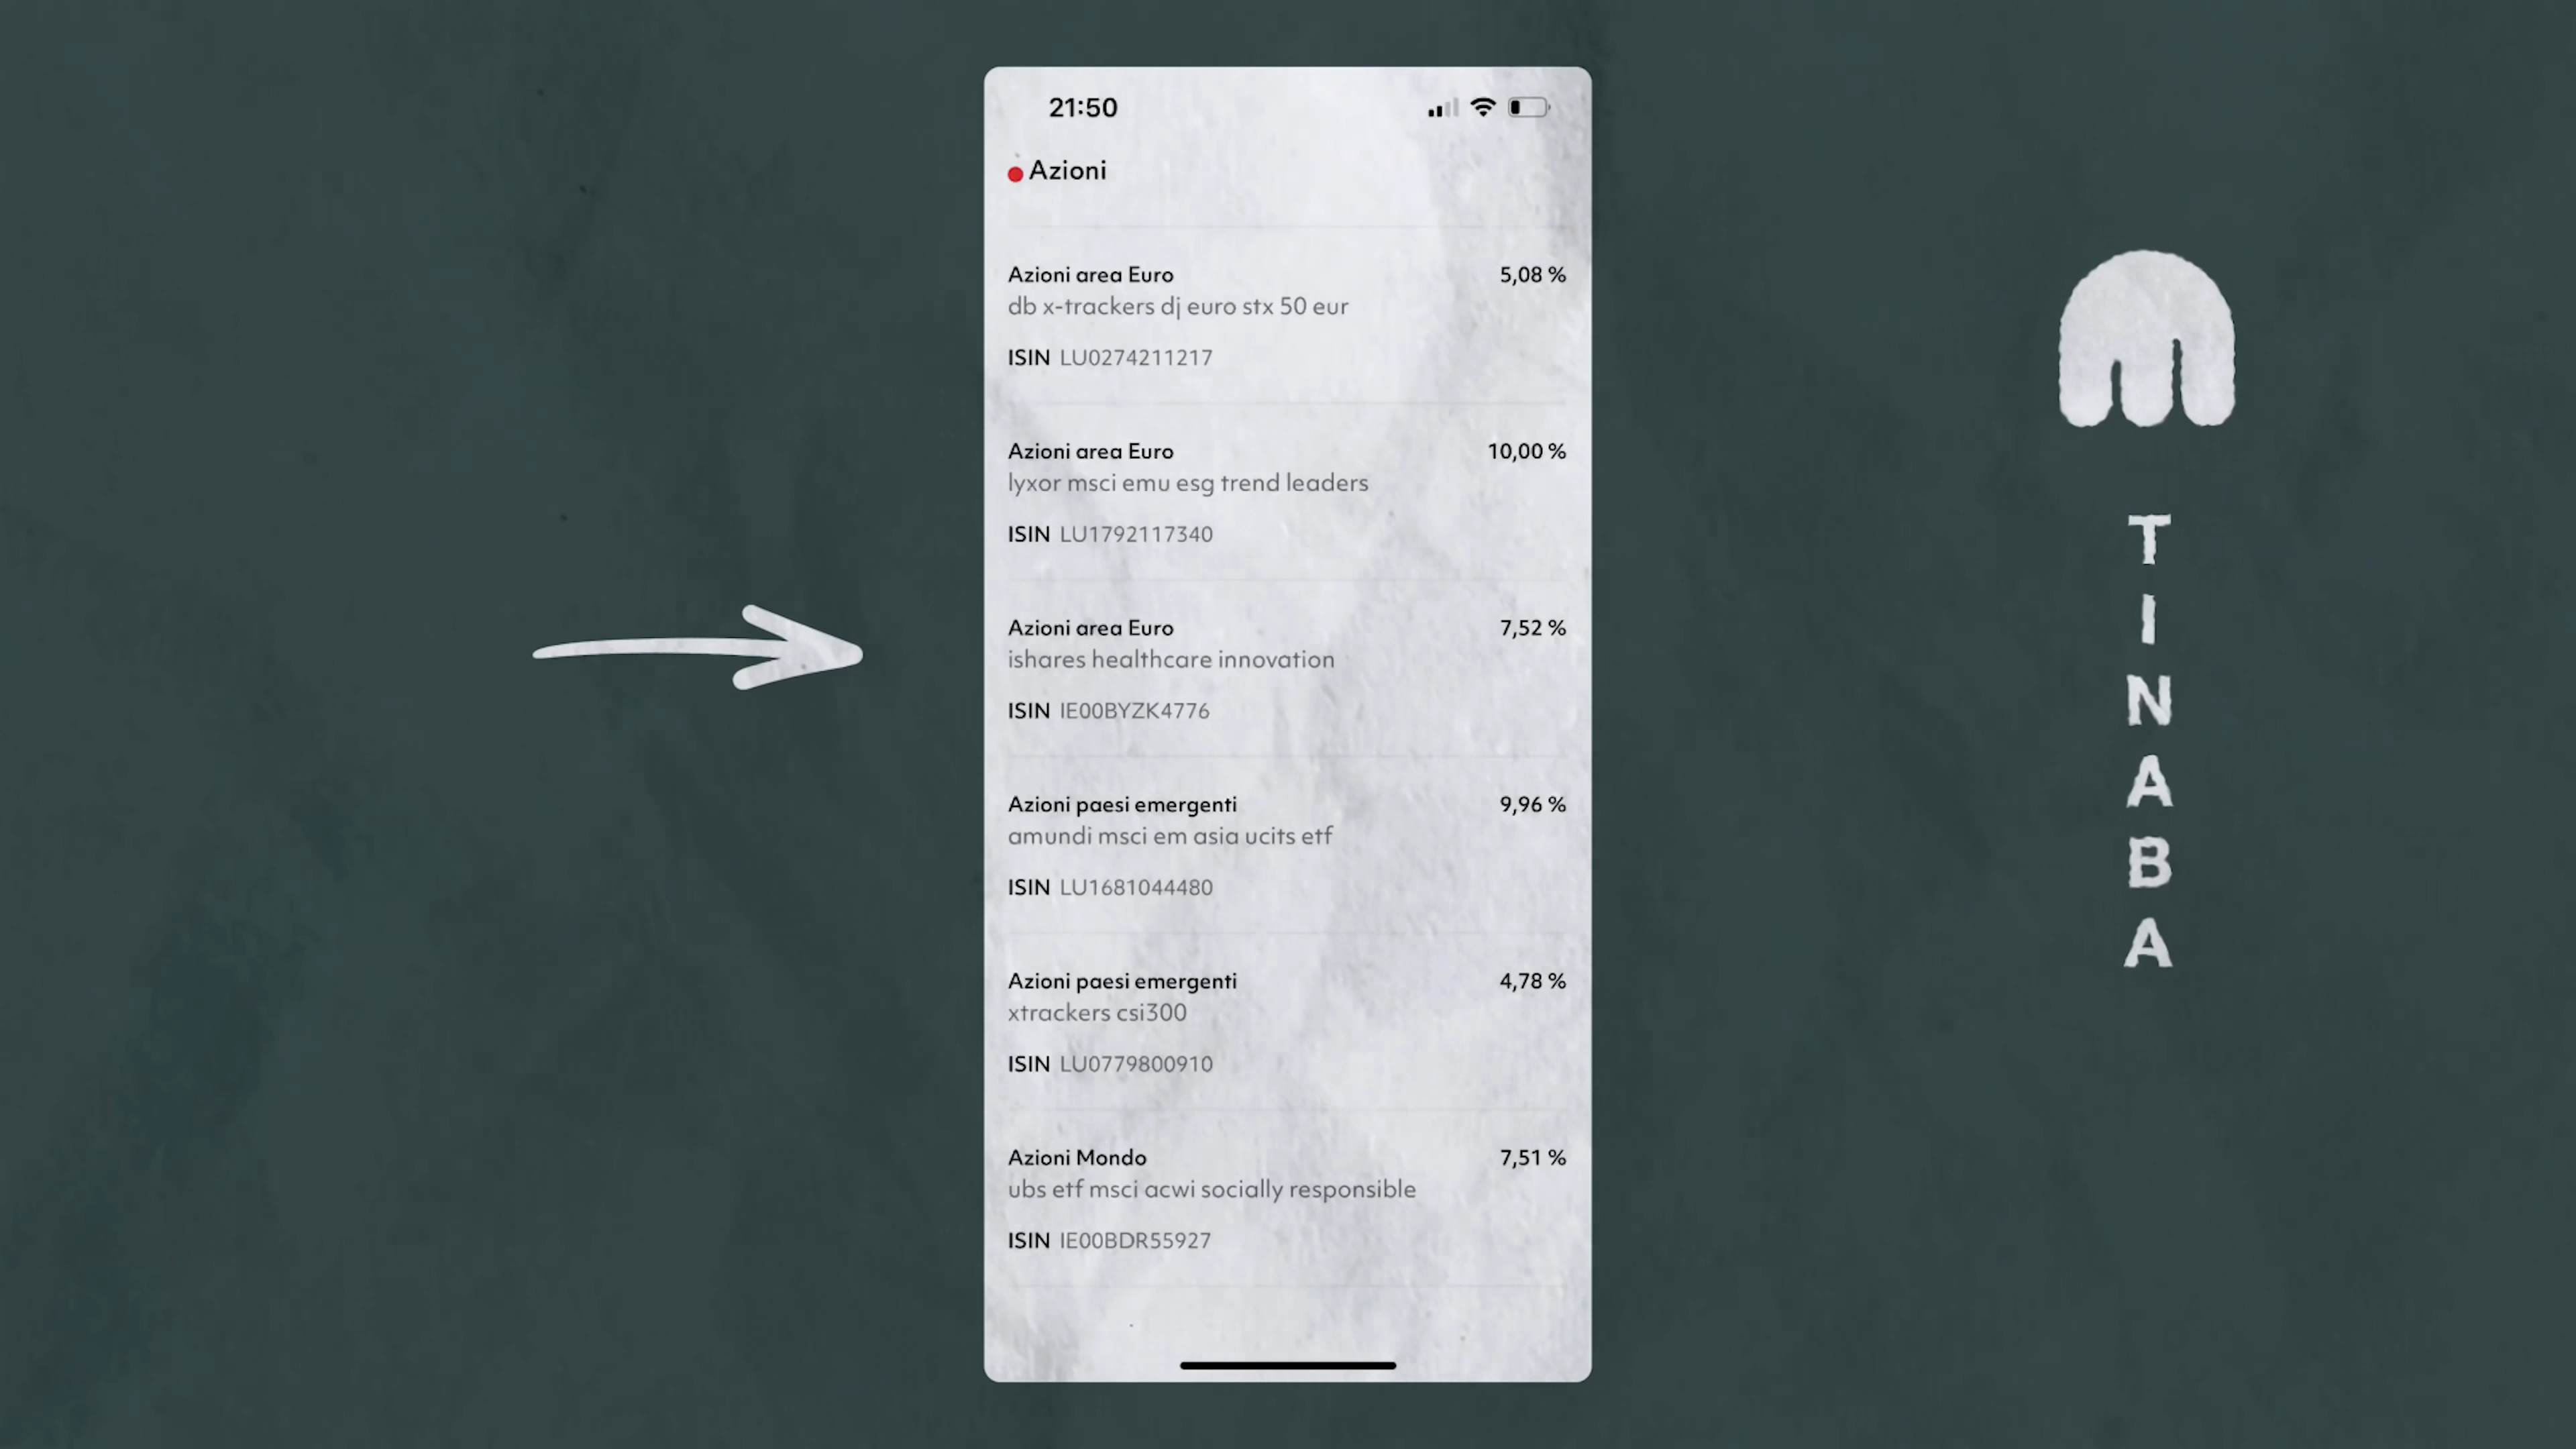 21:50
Azioni
Azioni area Euro 5,08 %
db x-trackers dj euro stx 50 eur
ISIN LU0274211217
Azioni area Euro 10,00 %
lyxor msci emu esg trend leaders
ISIN LU1792117340
Azioni area Euro 7,52 %
ishares healthcare innovation
ISIN IE00BYZK4776
Azioni paesi emergenti 9,96 %
amundi msci em asia ucits etf
ISIN LU1681044480
Azioni paesi emergenti 4,78 %
xtrackers csi300
ISIN LU0779800910
Azioni Mondo 7,51 %
ubs etf msci acwi socially responsible
ISIN IE00BDR55927
TINABA